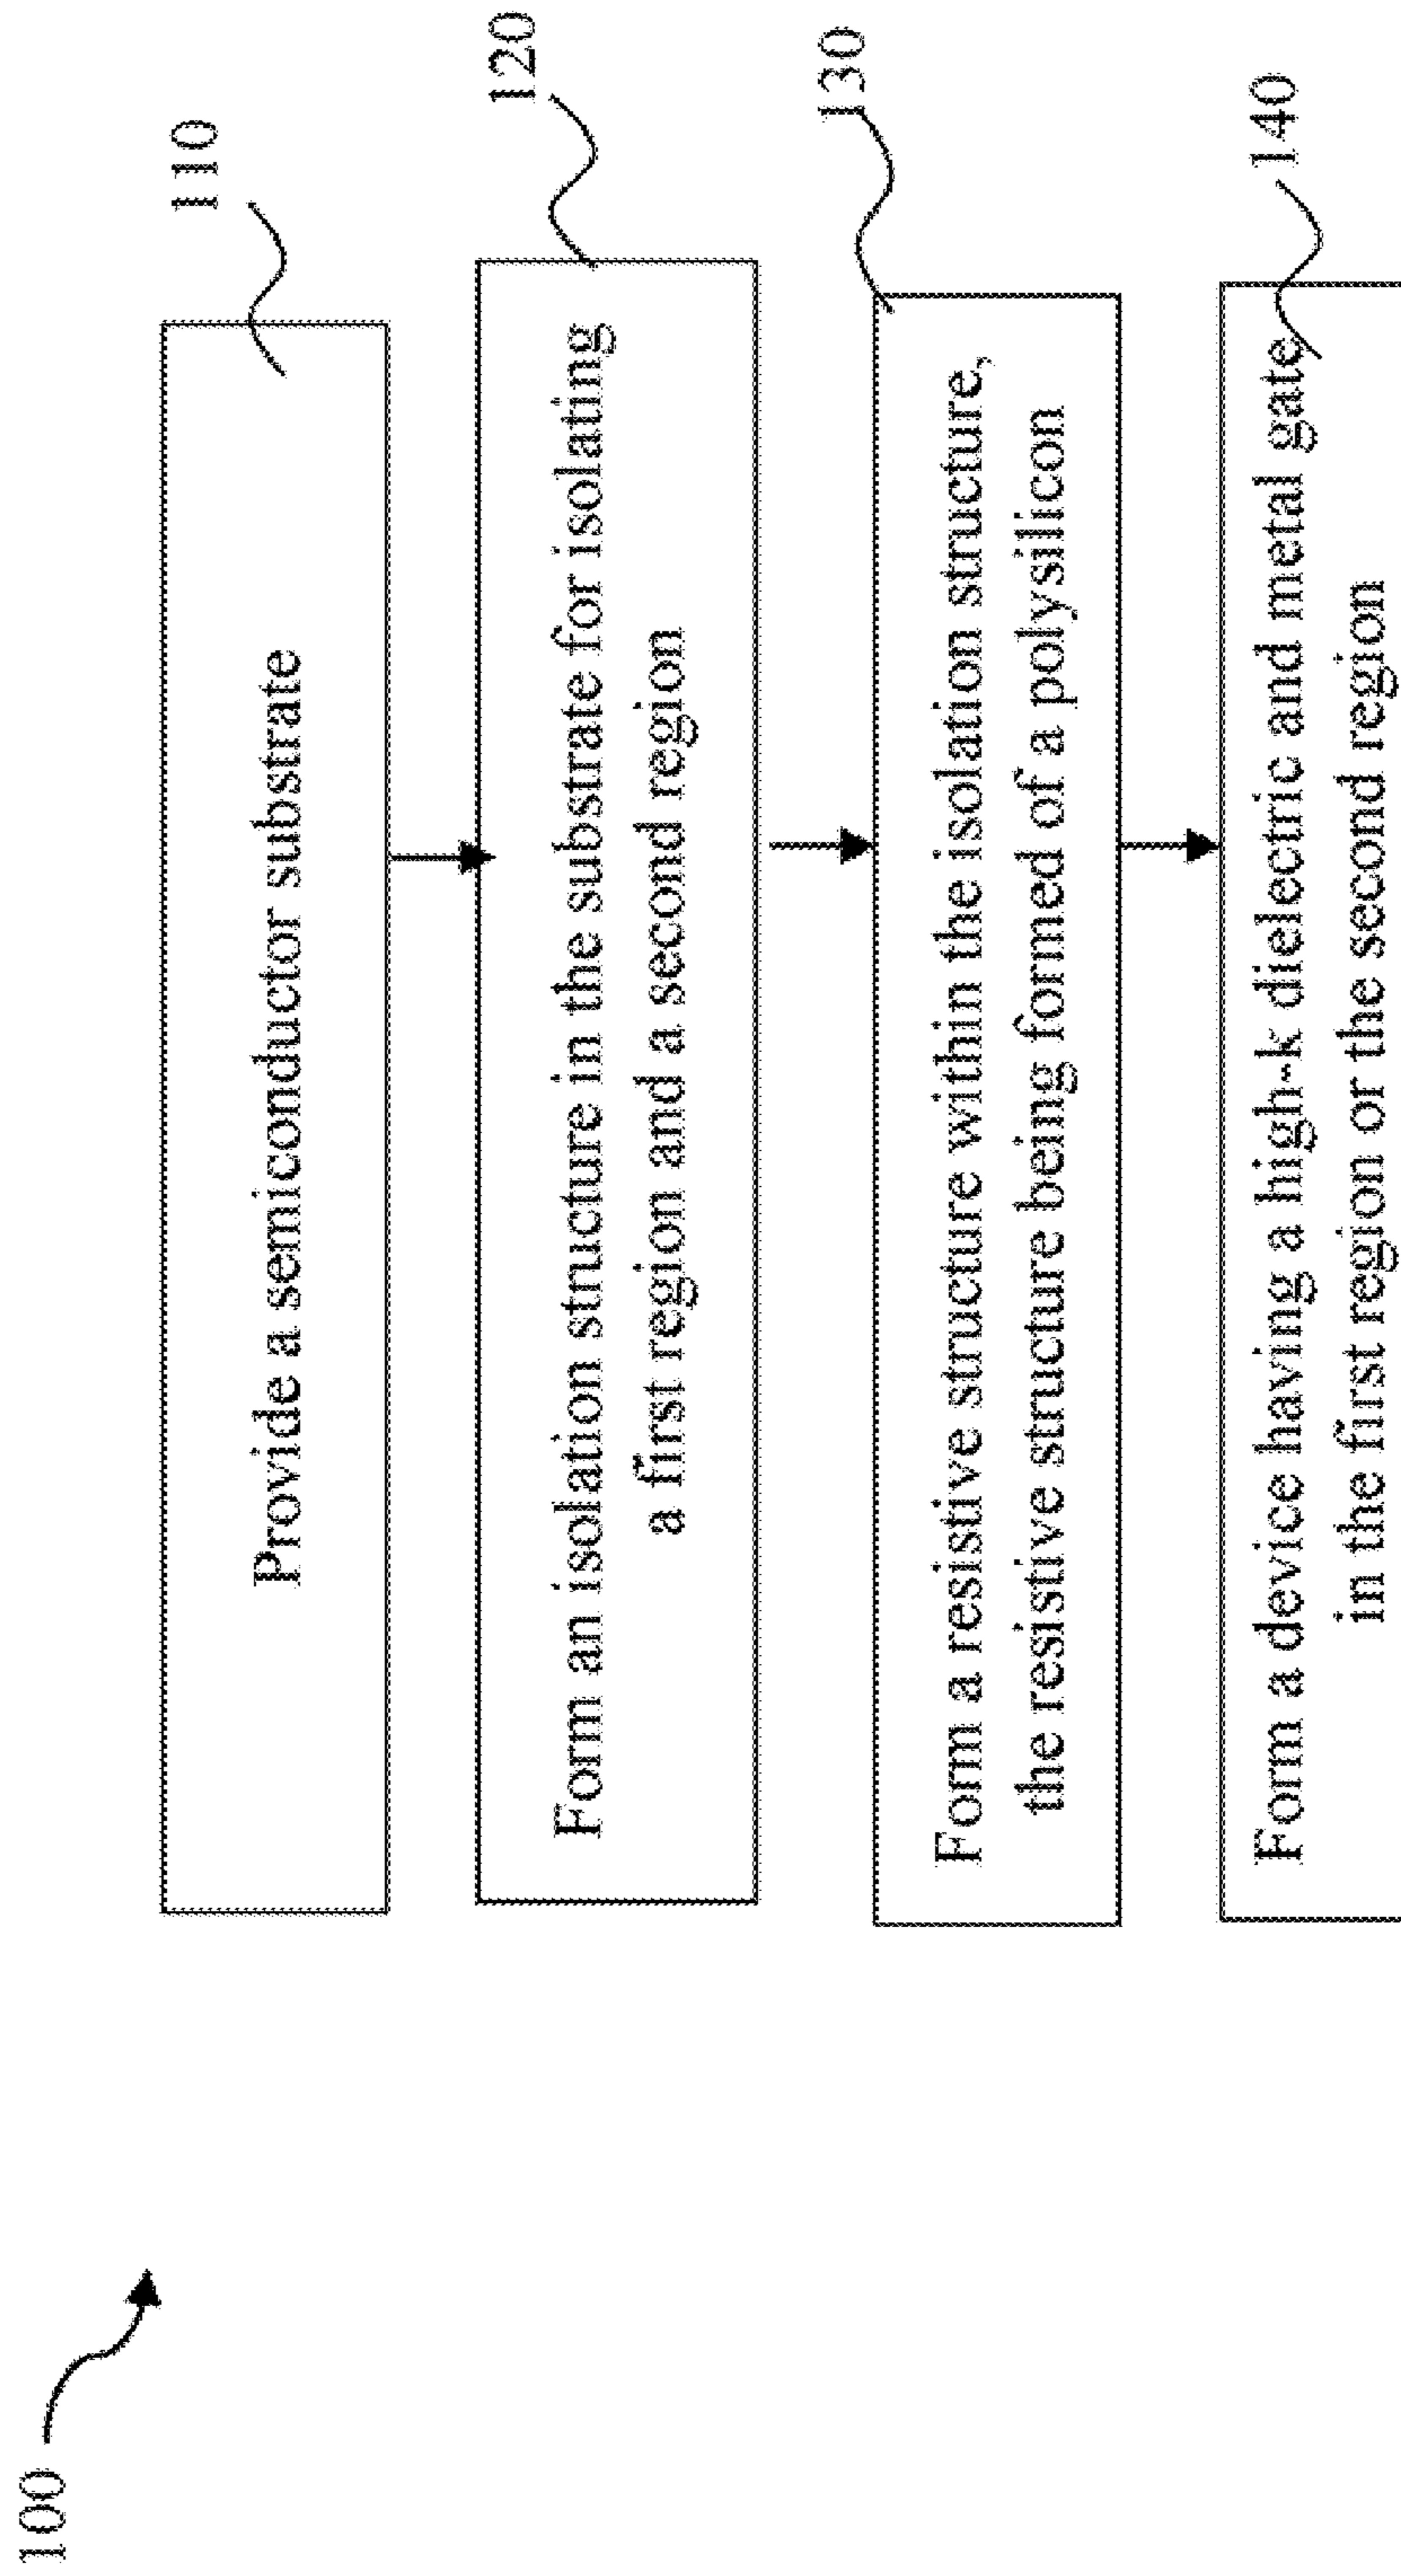 100
110
Provide a semiconductor substrate
120
Form an isolation structure in the substrate for isolating
a first region and a second region
130
Form a resistive structure within the isolation structure,
the resistive structure being formed of a polysilicon
140
Form a device having a high-k dielectric and metal gate
in the first region or the second region